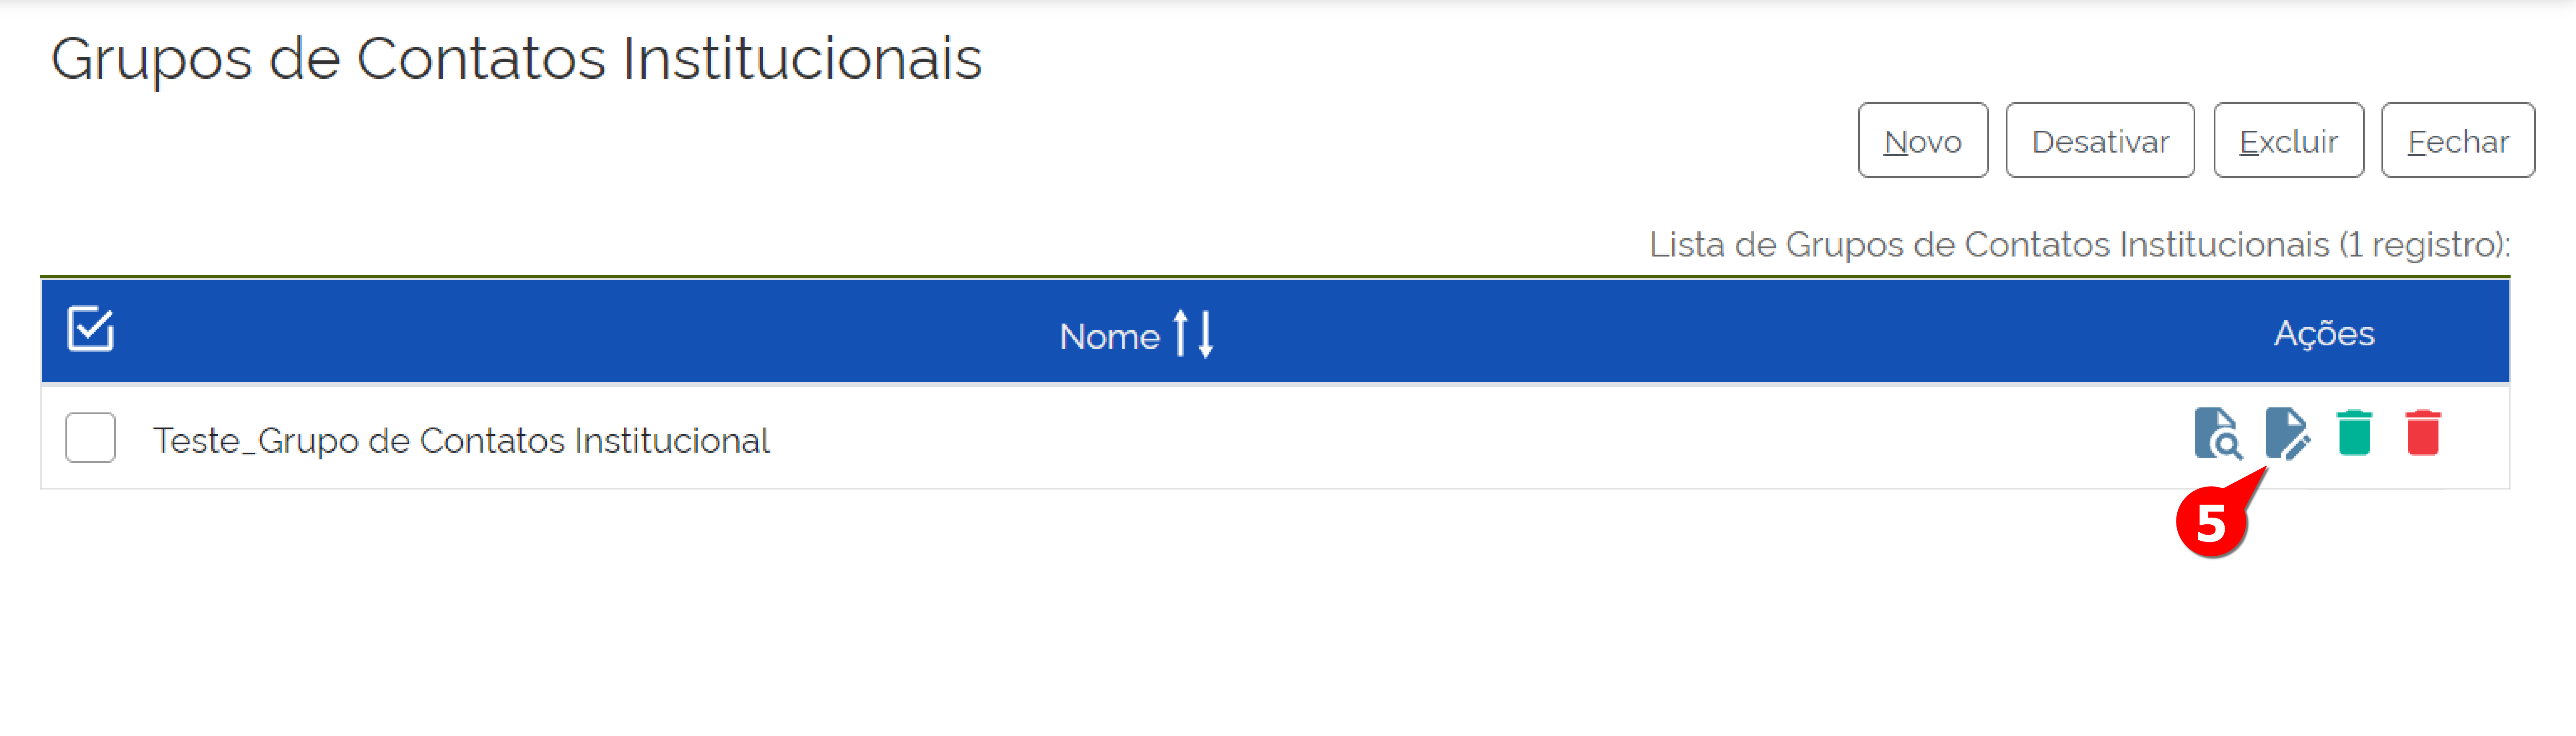 Grupos de Contatos Institucionais
Novo Desativar Excluir Fechar
Lista de Grupos de Contatos Institucionais (1 registro):
Nome Ações
Teste_Grupo de Contatos Institucional
5